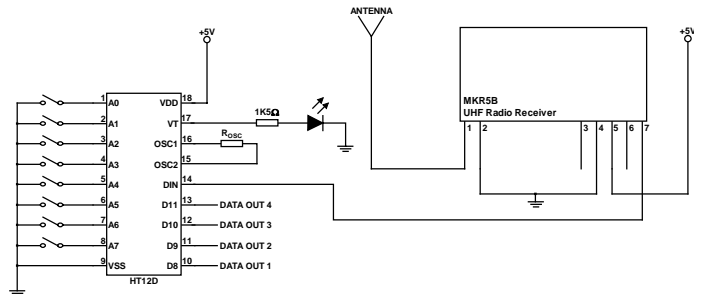 ANTENNA
+5V
+5V
MKR5B
UHF Radio Receiver
1 2 3 4 5 6 7
1 A0 VDD 18
1K5Ω
2 A1 VT 17
3 A2 OSC1 16 ROSC
4 A3 OSC2 15
5 A4 DIN 14
6 A5 D11 13 DATA OUT 4
7 A6 D10 12 DATA OUT 3
8 A7 D9 11 DATA OUT 2
9 VSS D8 10 DATA OUT 1
HT12D